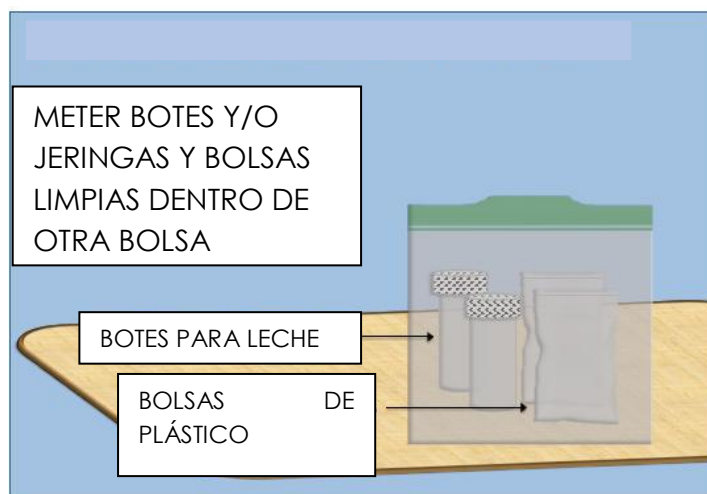 METER BOTES Y/O
JERINGAS Y BOLSAS
LIMPIAS DENTRO DE
OTRA BOLSA
BOTES PARA LECHE
BOLSAS DE
PLÁSTICO